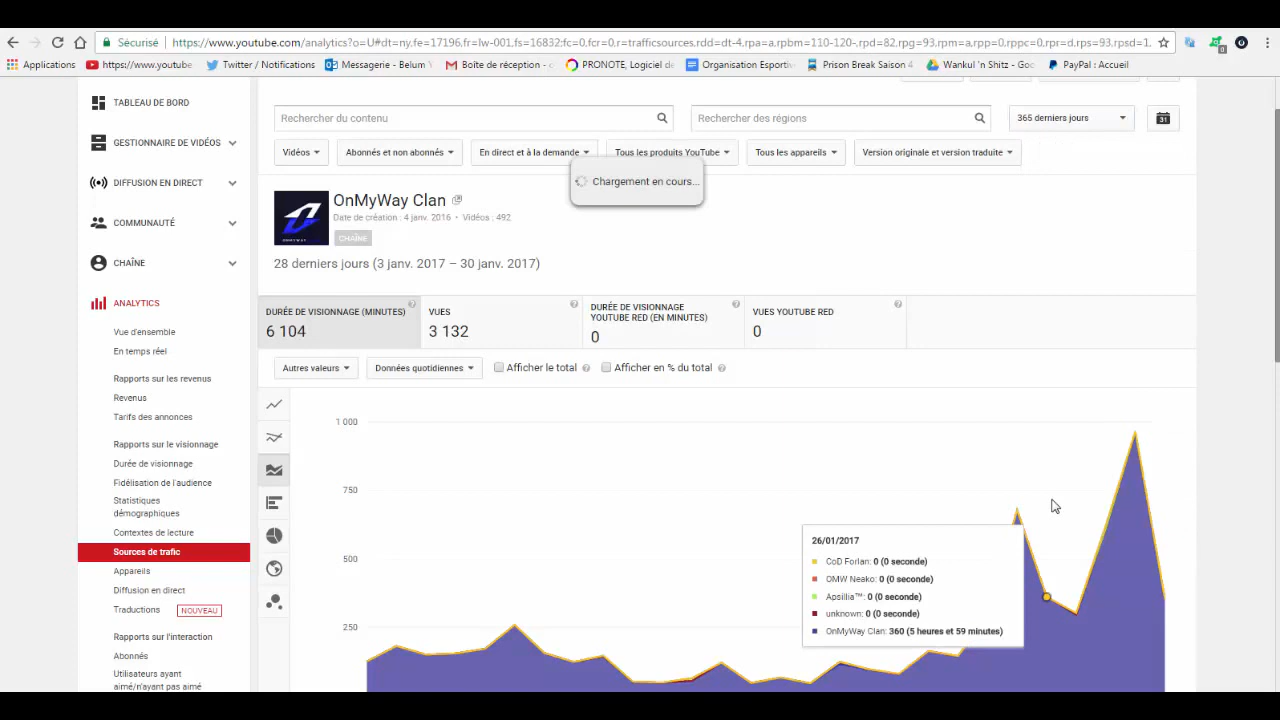 Sécurisé
https://www.youtube.com/analytics?o=U#dt=ny,fe=17196,fr=lw-001,fs=16832;fc=0,fcr=0,r=trafficsources,rdd=dt-4,rpa=a,rpbm=110-120-,rpd=82,rpg=93,rpm=a,rpp=0,rppc=0,rpr=d,rps=93,rpsd=1.
Applications
https://www.youtube
Twitter / Notifications
Messagerie - Belum
Boîte de réception - e
PRONOTE, Logiciel de
Organisation Esportiv
Prison Break Saison 4
Wankul 'n Shitz - Goo
PayPal : Accueil
TABLEAU DE BORD
GESTIONNAIRE DE VIDÉOS
DIFFUSION EN DIRECT
COMMUNAUTÉ
CHAÎNE
ANALYTICS
Vue d'ensemble
En temps réel
Rapports sur les revenus
Revenus
Tarifs des annonces
Rapports sur le visionnage
Durée de visionnage
Fidélisation de l'audience
Statistiques
démographiques
Contextes de lecture
Sources de trafic
Appareils
Diffusion en direct
Traductions NOUVEAU
Rapports sur l'interaction
Abonnés
Utilisateurs ayant
aimé/n'ayant pas aimé
Rechercher du contenu
Rechercher des régions
365 derniers jours
31
Vidéos
Abonnés et non abonnés
En direct et à la demande
Tous les produits YouTube
Tous les appareils
Version originale et version traduite
Chargement en cours...
OnMyWay Clan
Date de création : 4 janv. 2016 • Vidéos : 492
CHAÎNE
28 derniers jours (3 janv. 2017 – 30 janv. 2017)
DURÉE DE VISIONNAGE (MINUTES)
6 104
VUES
3 132
DURÉE DE VISIONNAGE
YOUTUBE RED (EN MINUTES)
0
VUES YOUTUBE RED
0
Autres valeurs
Données quotidiennes
Afficher le total
Afficher en % du total
1 000
750
500
250
26/01/2017
CoD Forlan: 0 (0 seconde)
OMW Neako: 0 (0 seconde)
Apsillia™: 0 (0 seconde)
unknown: 0 (0 seconde)
OnMyWay Clan: 360 (5 heures et 59 minutes)